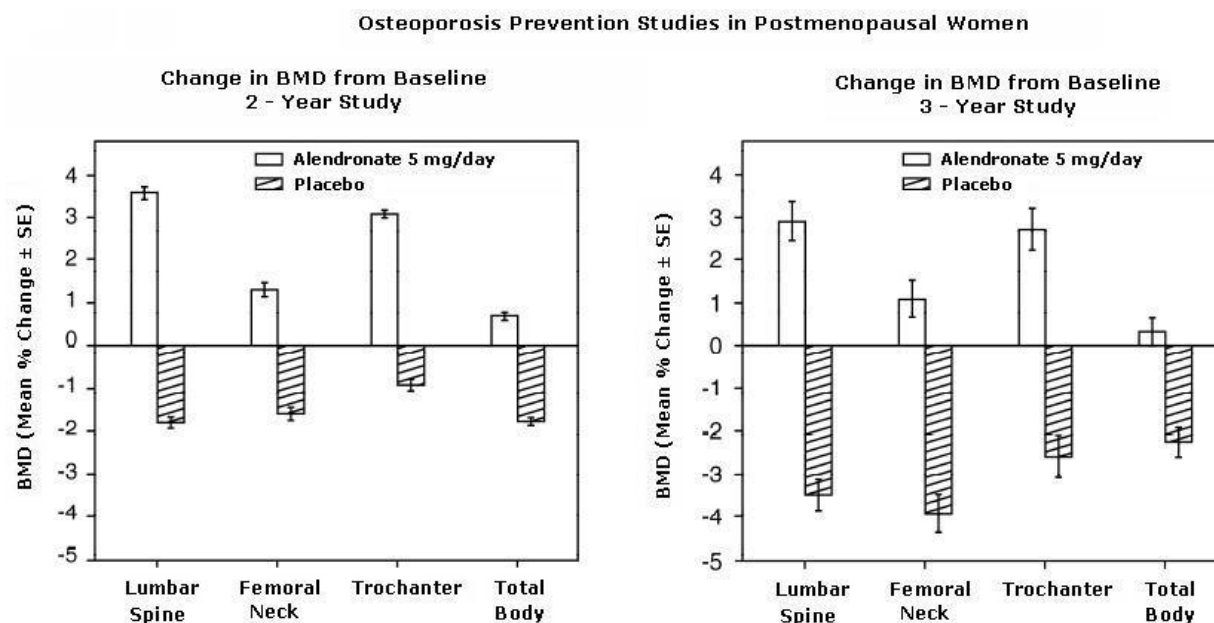 Osteoporosis Prevention Studies in Postmenopausal Women
Change in BMD from Baseline
2 - Year Study
Alendronate 5 mg/day
Placebo
BMD (Mean % Change ± SE)
4
3
2
1
0
-1
-2
-3
-4
-5
Lumbar Spine
Femoral Neck
Trochanter
Total Body
Change in BMD from Baseline
3 - Year Study
Alendronate 5 mg/day
Placebo
BMD (Mean % Change ± SE)
4
3
2
1
0
-1
-2
-3
-4
-5
Lumbar Spine
Femoral Neck
Trochanter
Total Body